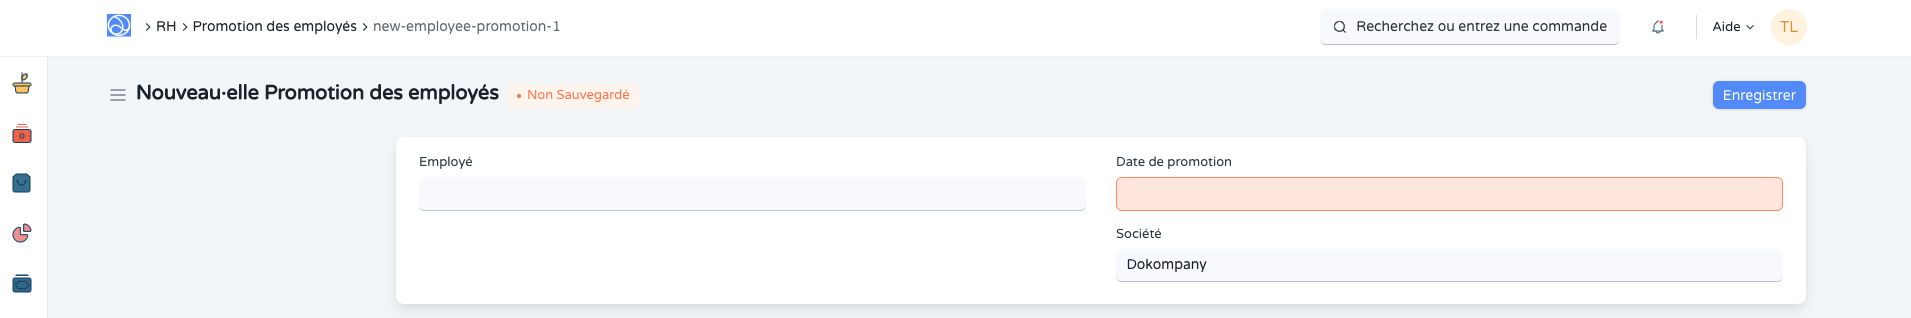 RH > Promotion des employés > new-employee-promotion-1
Recherchez ou entrez une commande
Aide
TL
Nouveau·elle Promotion des employés
• Non Sauvegardé
Enregistrer
Employé
Date de promotion
Société
Dokompany